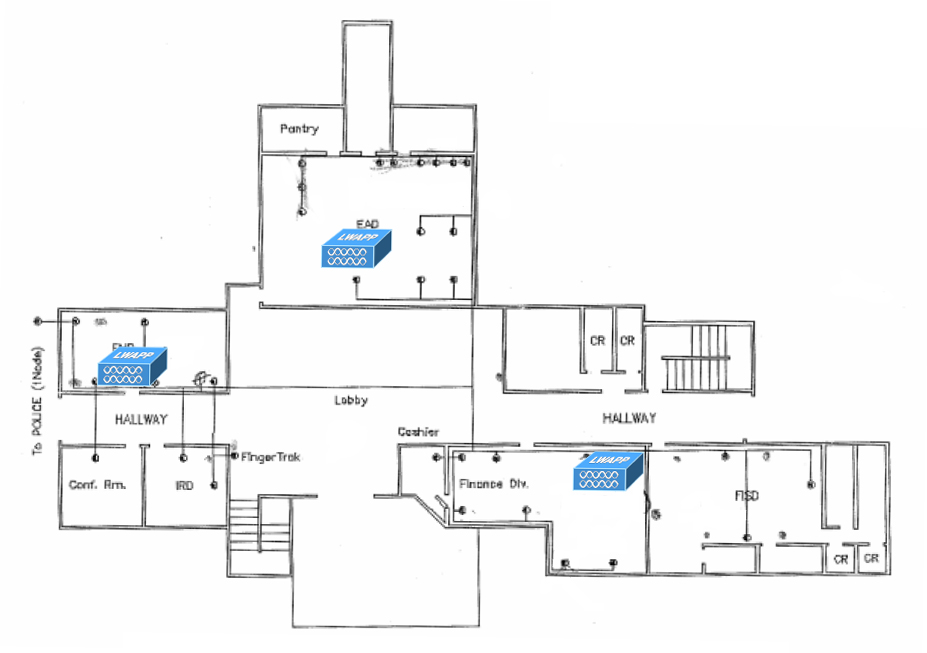 Pantry
EAD
LWAPP
CR
CR
LWAPP
To POLICE (1Node)
HALLWAY
Lobby
HALLWAY
Cashier
FingerTrak
LWAPP
Conf. Rm.
IRD
Finance Div.
FISD
CR
CR